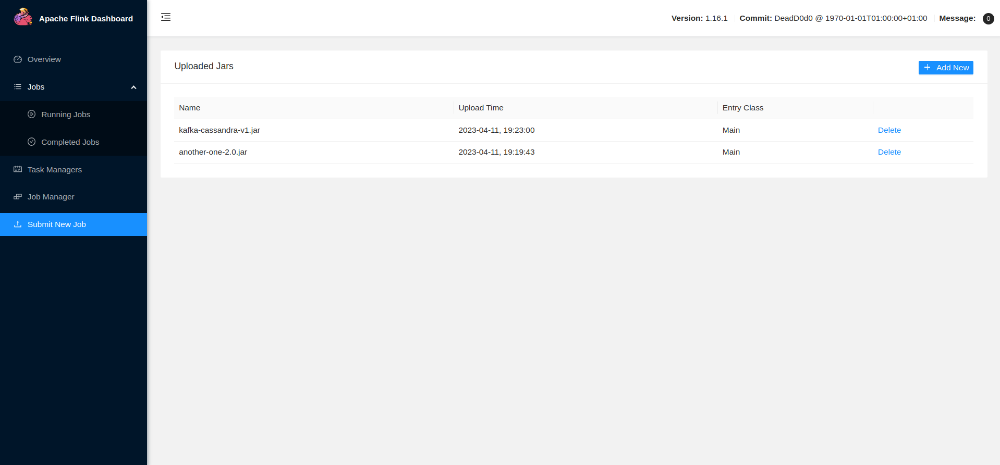 Apache Flink Dashboard
Version: 1.16.1 Commit: DeadD0d0 @ 1970-01-01T01:00:00+01:00 Message: 0
Overview
Jobs
Running Jobs
Completed Jobs
Task Managers
Job Manager
Submit New Job
Uploaded Jars
Add New
Name Upload Time Entry Class
kafka-cassandra-v1.jar 2023-04-11, 19:23:00 Main Delete
another-one-2.0.jar 2023-04-11, 19:19:43 Main Delete